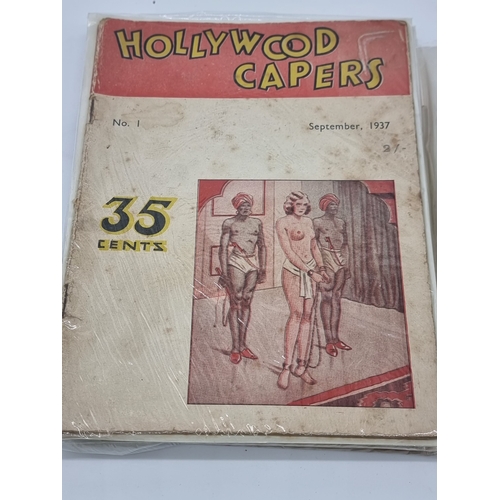 HOLLYWOOD
CAPERS
No. 1 September, 1937
2/-
35
CENTS